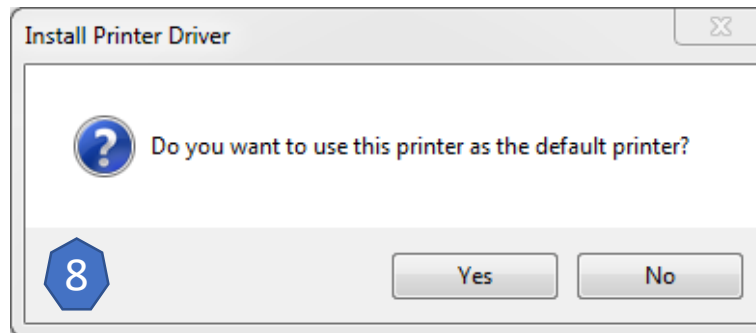 Install Printer Driver
Do you want to use this printer as the default printer?
8
Yes No